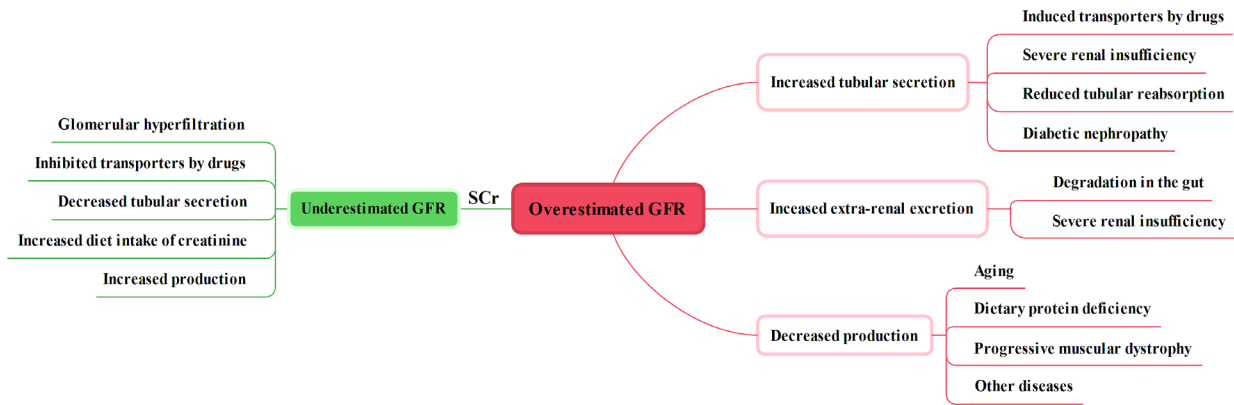 Glomerular hyperfiltration
Inhibited transporters by drugs
Decreased tubular secretion
Increased diet intake of creatinine
Increased production
Underestimated GFR
SCr
Overestimated GFR
Increased tubular secretion
Induced transporters by drugs
Severe renal insufficiency
Reduced tubular reabsorption
Diabetic nephropathy
Inceased extra-renal excretion
Degradation in the gut
Severe renal insufficiency
Decreased production
Aging
Dietary protein deficiency
Progressive muscular dystrophy
Other diseases